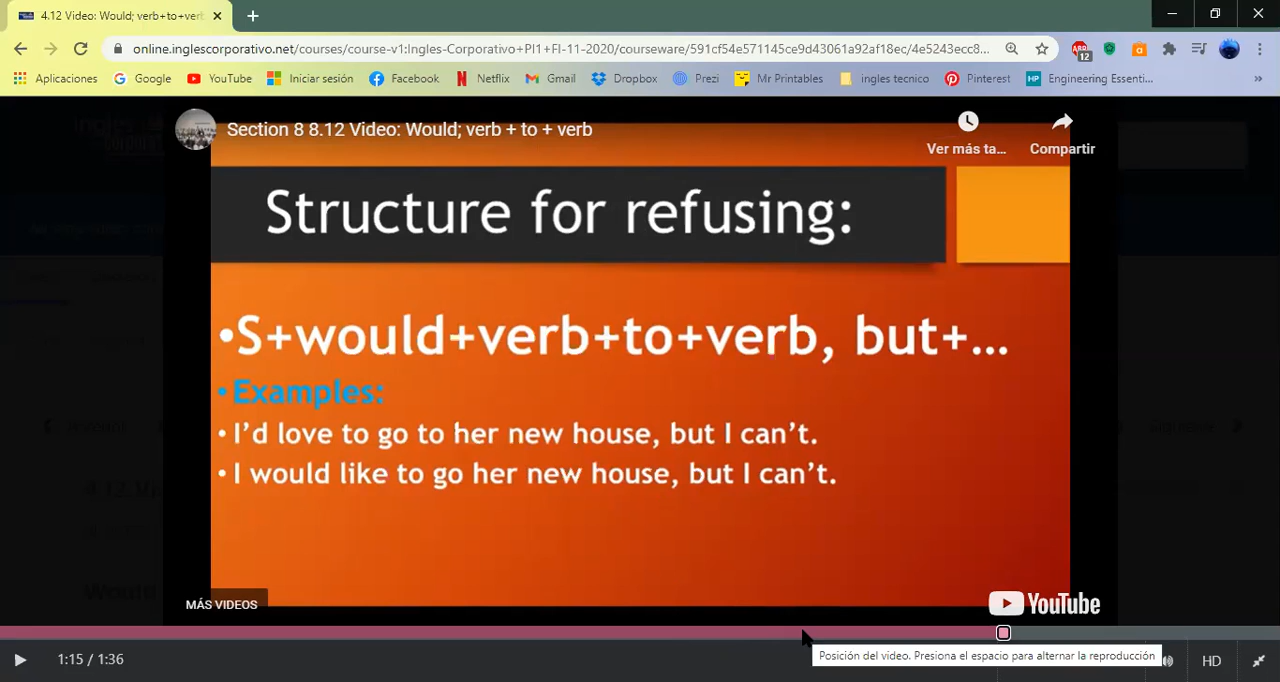 4.12 Video: Would; verb+to+verb
online.inglescorporativo.net/courses/course-v1:Ingles-Corporativo+PI1+FI-11-2020/courseware/591cf54e571145ce9d43061a92af18ec/4e5243ecc8...
12
Aplicaciones Google YouTube Iniciar sesión Facebook Netflix Gmail Dropbox Prezi Mr Printables ingles tecnico Pinterest HP Engineering Essenti... »
Section 8 8.12 Video: Would; verb + to + verb
Ver más ta... Compartir
Structure for refusing:
•S+would+verb+to+verb, but+...
• Examples:
• I'd love to go to her new house, but I can't.
• I would like to go her new house, but I can't.
MÁS VIDEOS
YouTube
Posición del video. Presiona el espacio para alternar la reproducción
1:15 / 1:36
HD